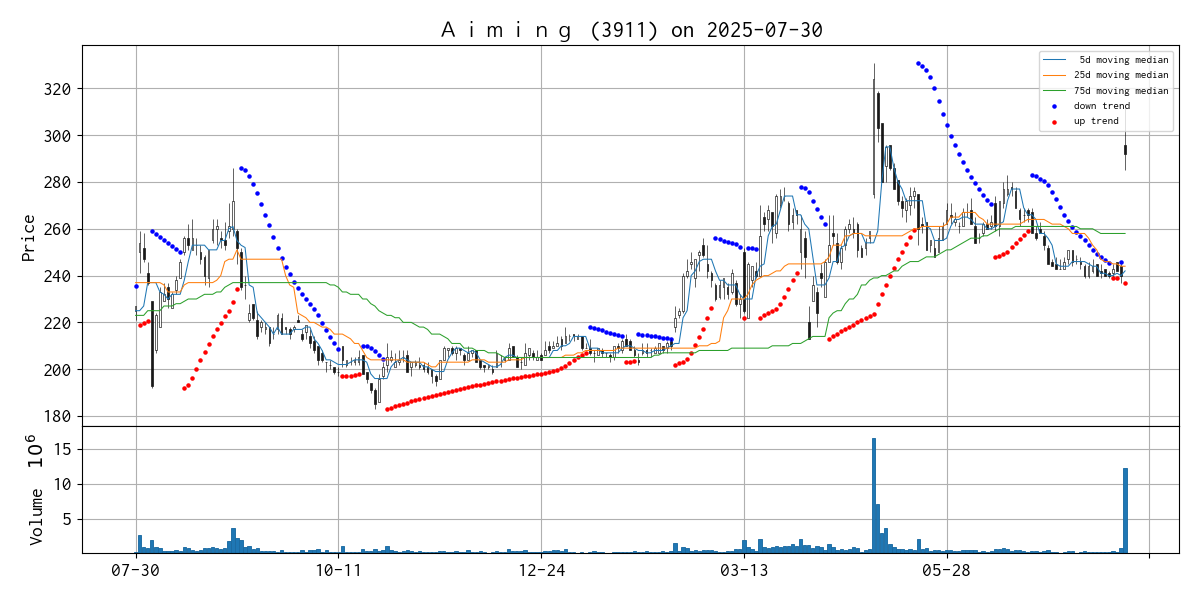 Ａｉｍｉｎｇ (3911) on 2025-07-30
5d moving median
25d moving median
75d moving median
down trend
up trend
Price
320
300
280
260
240
220
200
180
Volume 10^6
15
10
5
07-30 10-11 12-24 03-13 05-28